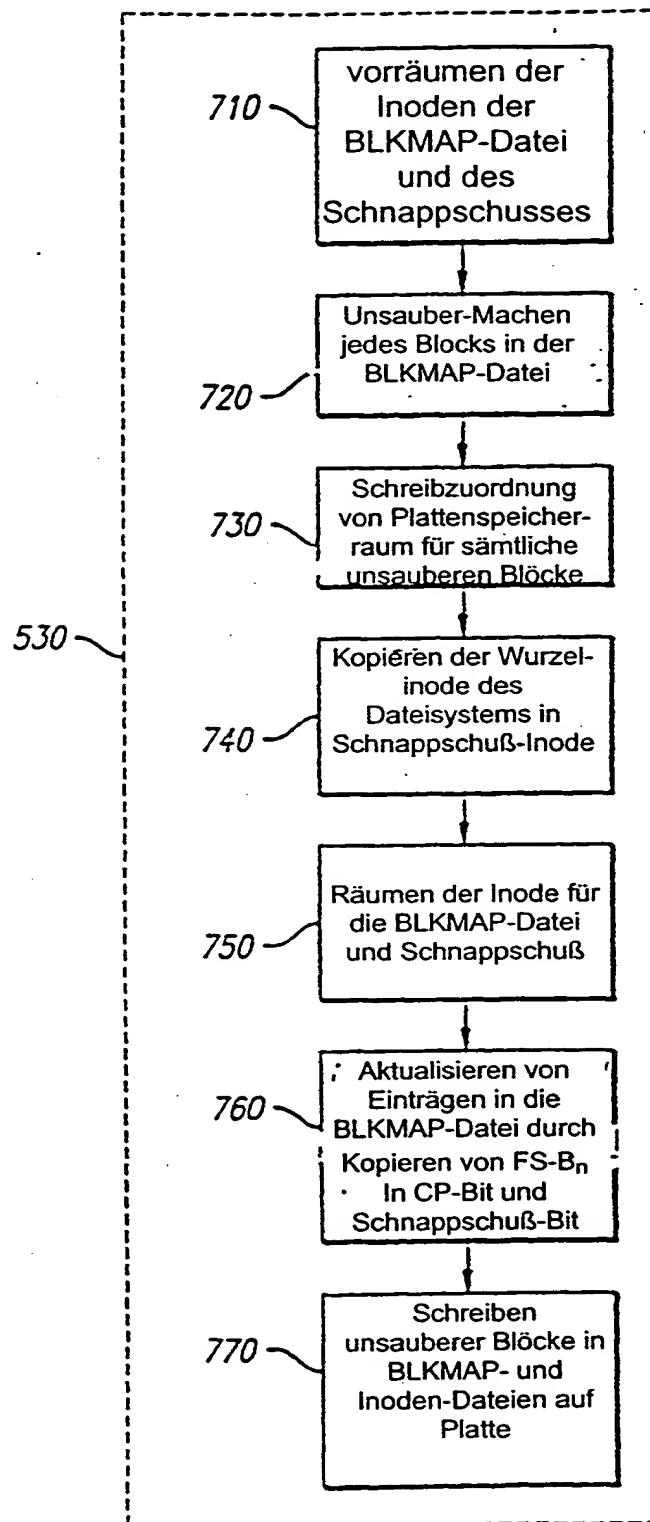 710
vorräumen der
Inoden der
BLKMAP-Datei
und des
Schnappschusses
720
Unsauber-Machen
jedes Blocks in der
BLKMAP-Datei
730
Schreibzuordnung
von Plattenspeicher-
raum für sämtliche
unsauberen Blöcke
530
740
Kopieren der Wurzel-
inode des
Dateisystems in
Schnappschuß-Inode
750
Räumen der Inode für
die BLKMAP-Datei
und Schnappschuß
760
Aktualisieren von
Einträgen in die
BLKMAP-Datei durch
Kopieren von FS-Bn
In CP-Bit und
Schnappschuß-Bit
770
Schreiben
unsauberer Blöcke in
BLKMAP- und
Inoden-Dateien auf
Platte